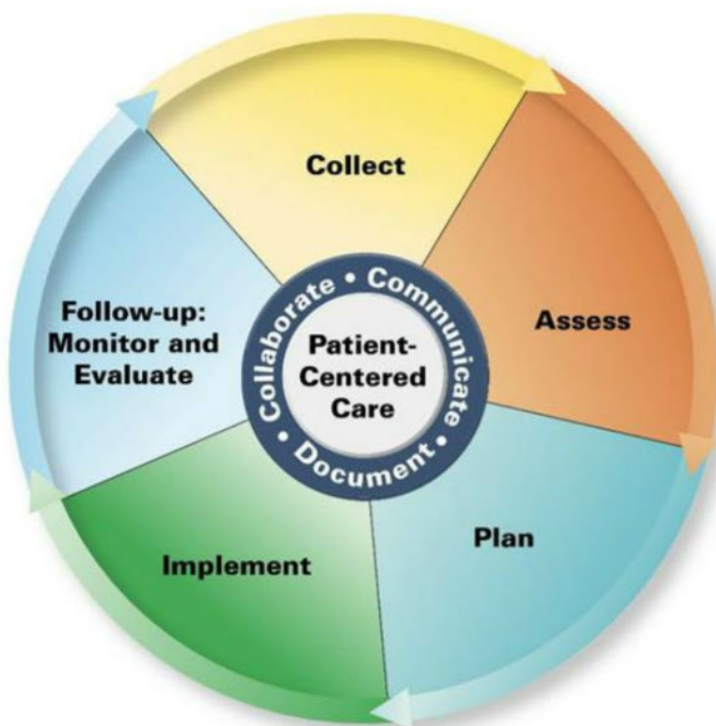 Collect
Assess
Plan
Implement
Follow-up:
Monitor and
Evaluate
Collaborate • Communicate • Document •
Patient-
Centered
Care